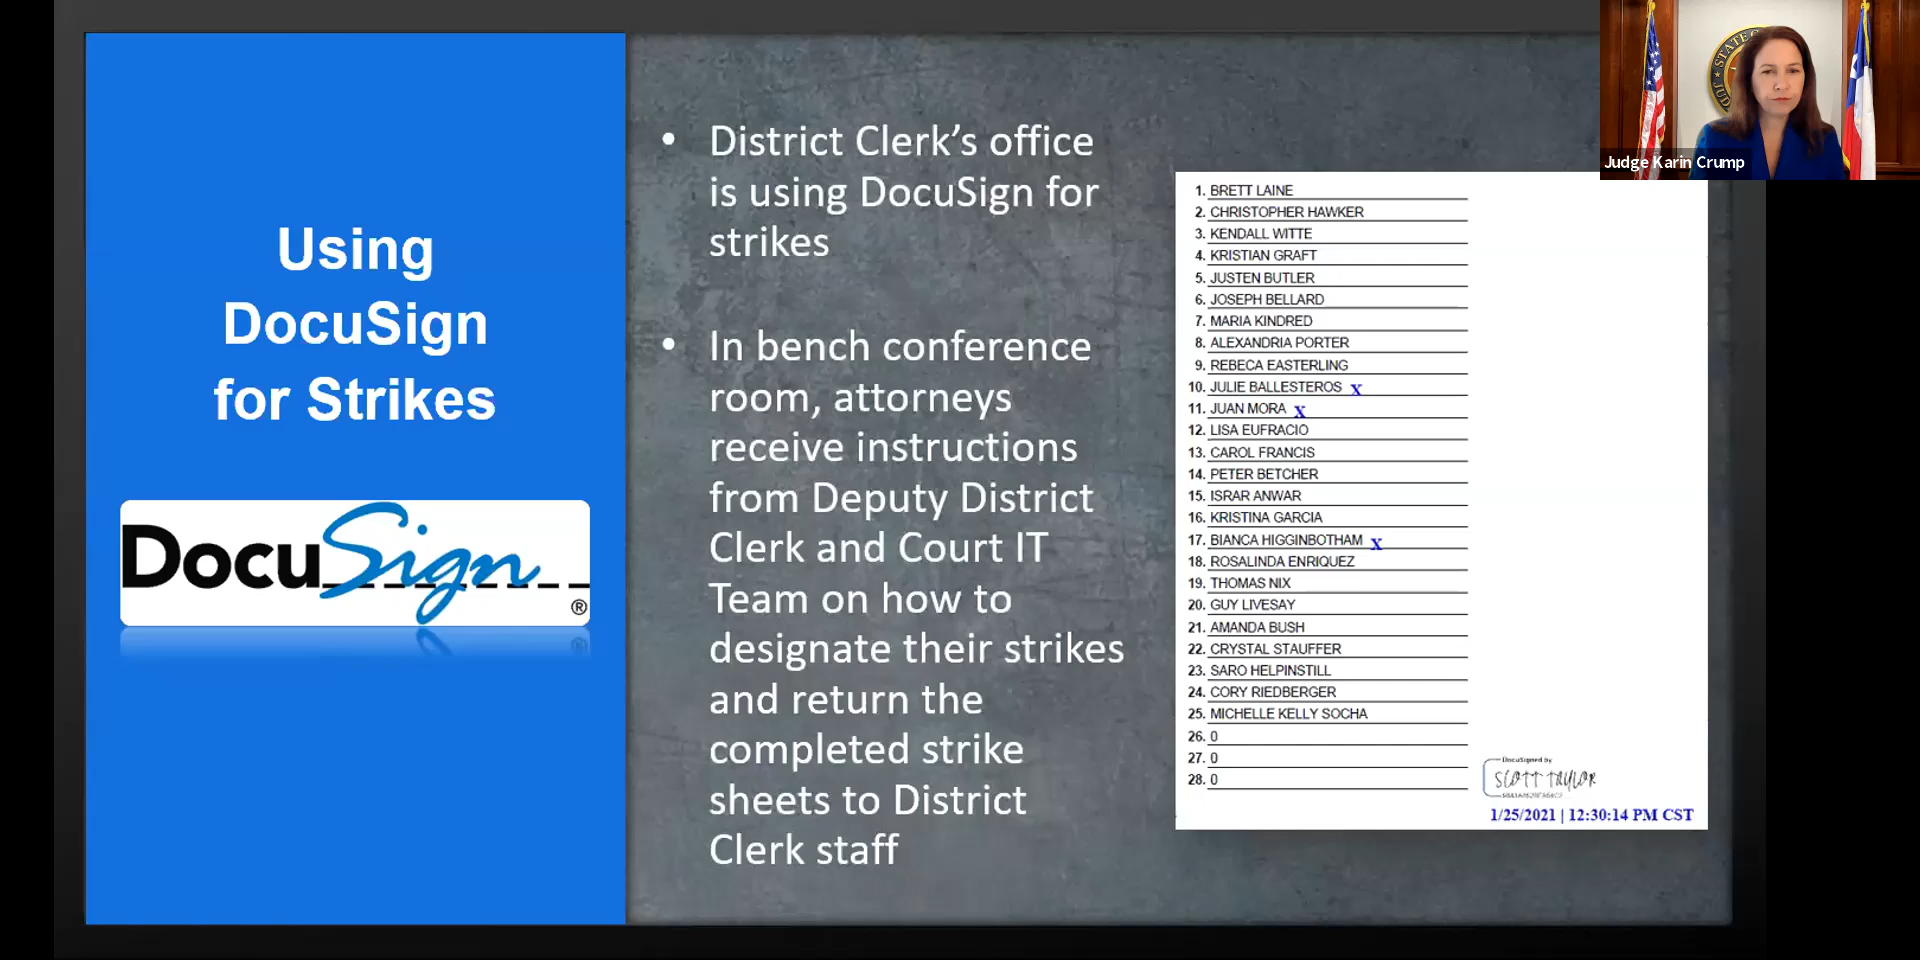 Using
DocuSign
for Strikes
DocuSign
®
• District Clerk’s office
is using DocuSign for
strikes
• In bench conference
room, attorneys
receive instructions
from Deputy District
Clerk and Court IT
Team on how to
designate their strikes
and return the
completed strike
sheets to District
Clerk staff
1. BRETT LAINE
2. CHRISTOPHER HAWKER
3. KENDALL WITTE
4. KRISTIAN GRAFT
5. JUSTEN BUTLER
6. JOSEPH BELLARD
7. MARIA KINDRED
8. ALEXANDRIA PORTER
9. REBECA EASTERLING
10. JULIE BALLESTEROS X
11. JUAN MORA X
12. LISA EUFRACIO
13. CAROL FRANCIS
14. PETER BETCHER
15. ISRAR ANWAR
16. KRISTINA GARCIA
17. BIANCA HIGGINBOTHAM X
18. ROSALINDA ENRIQUEZ
19. THOMAS NIX
20. GUY LIVESAY
21. AMANDA BUSH
22. CRYSTAL STAUFFER
23. SARO HELPINSTILL
24. CORY RIEDBERGER
25. MICHELLE KELLY SOCHA
26. 0
27. 0
28. 0
DocuSigned by
SCOTT TAYLOR
1/25/2021 | 12:30:14 PM CST
STATE
Judge Karin Crump